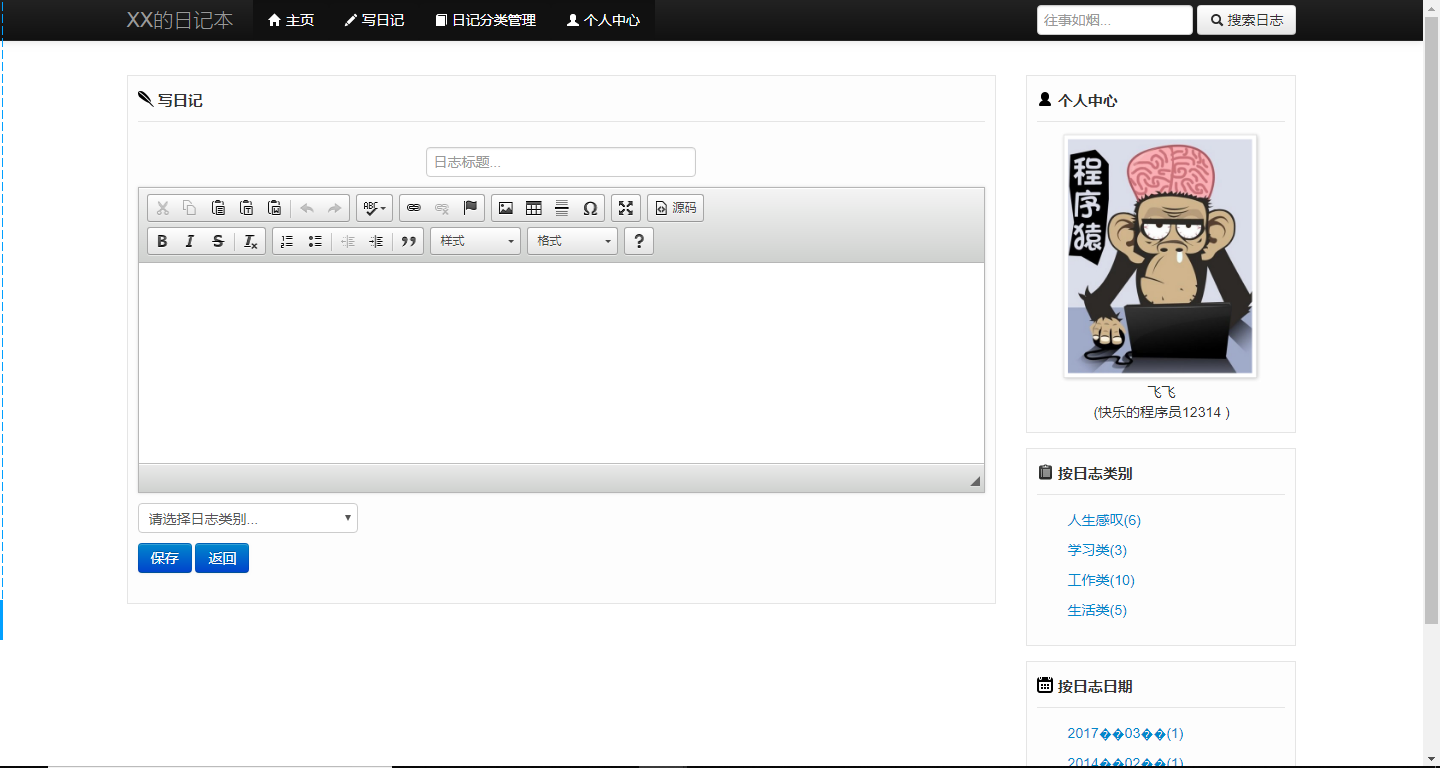 XX的日记本 主页 写日记 日记分类管理 个人中心 往事如烟... 搜索日志
写日记
日志标题...
ABC 源码
B I S Tx 样式 格式 ?
请选择日志类别...
保存 返回
个人中心
程序猿
飞飞
(快乐的程序员12314 )
按日志类别
人生感叹(6)
学习类(3)
工作类(10)
生活类(5)
按日志日期
2017��03��(1)
2014��02��(1)